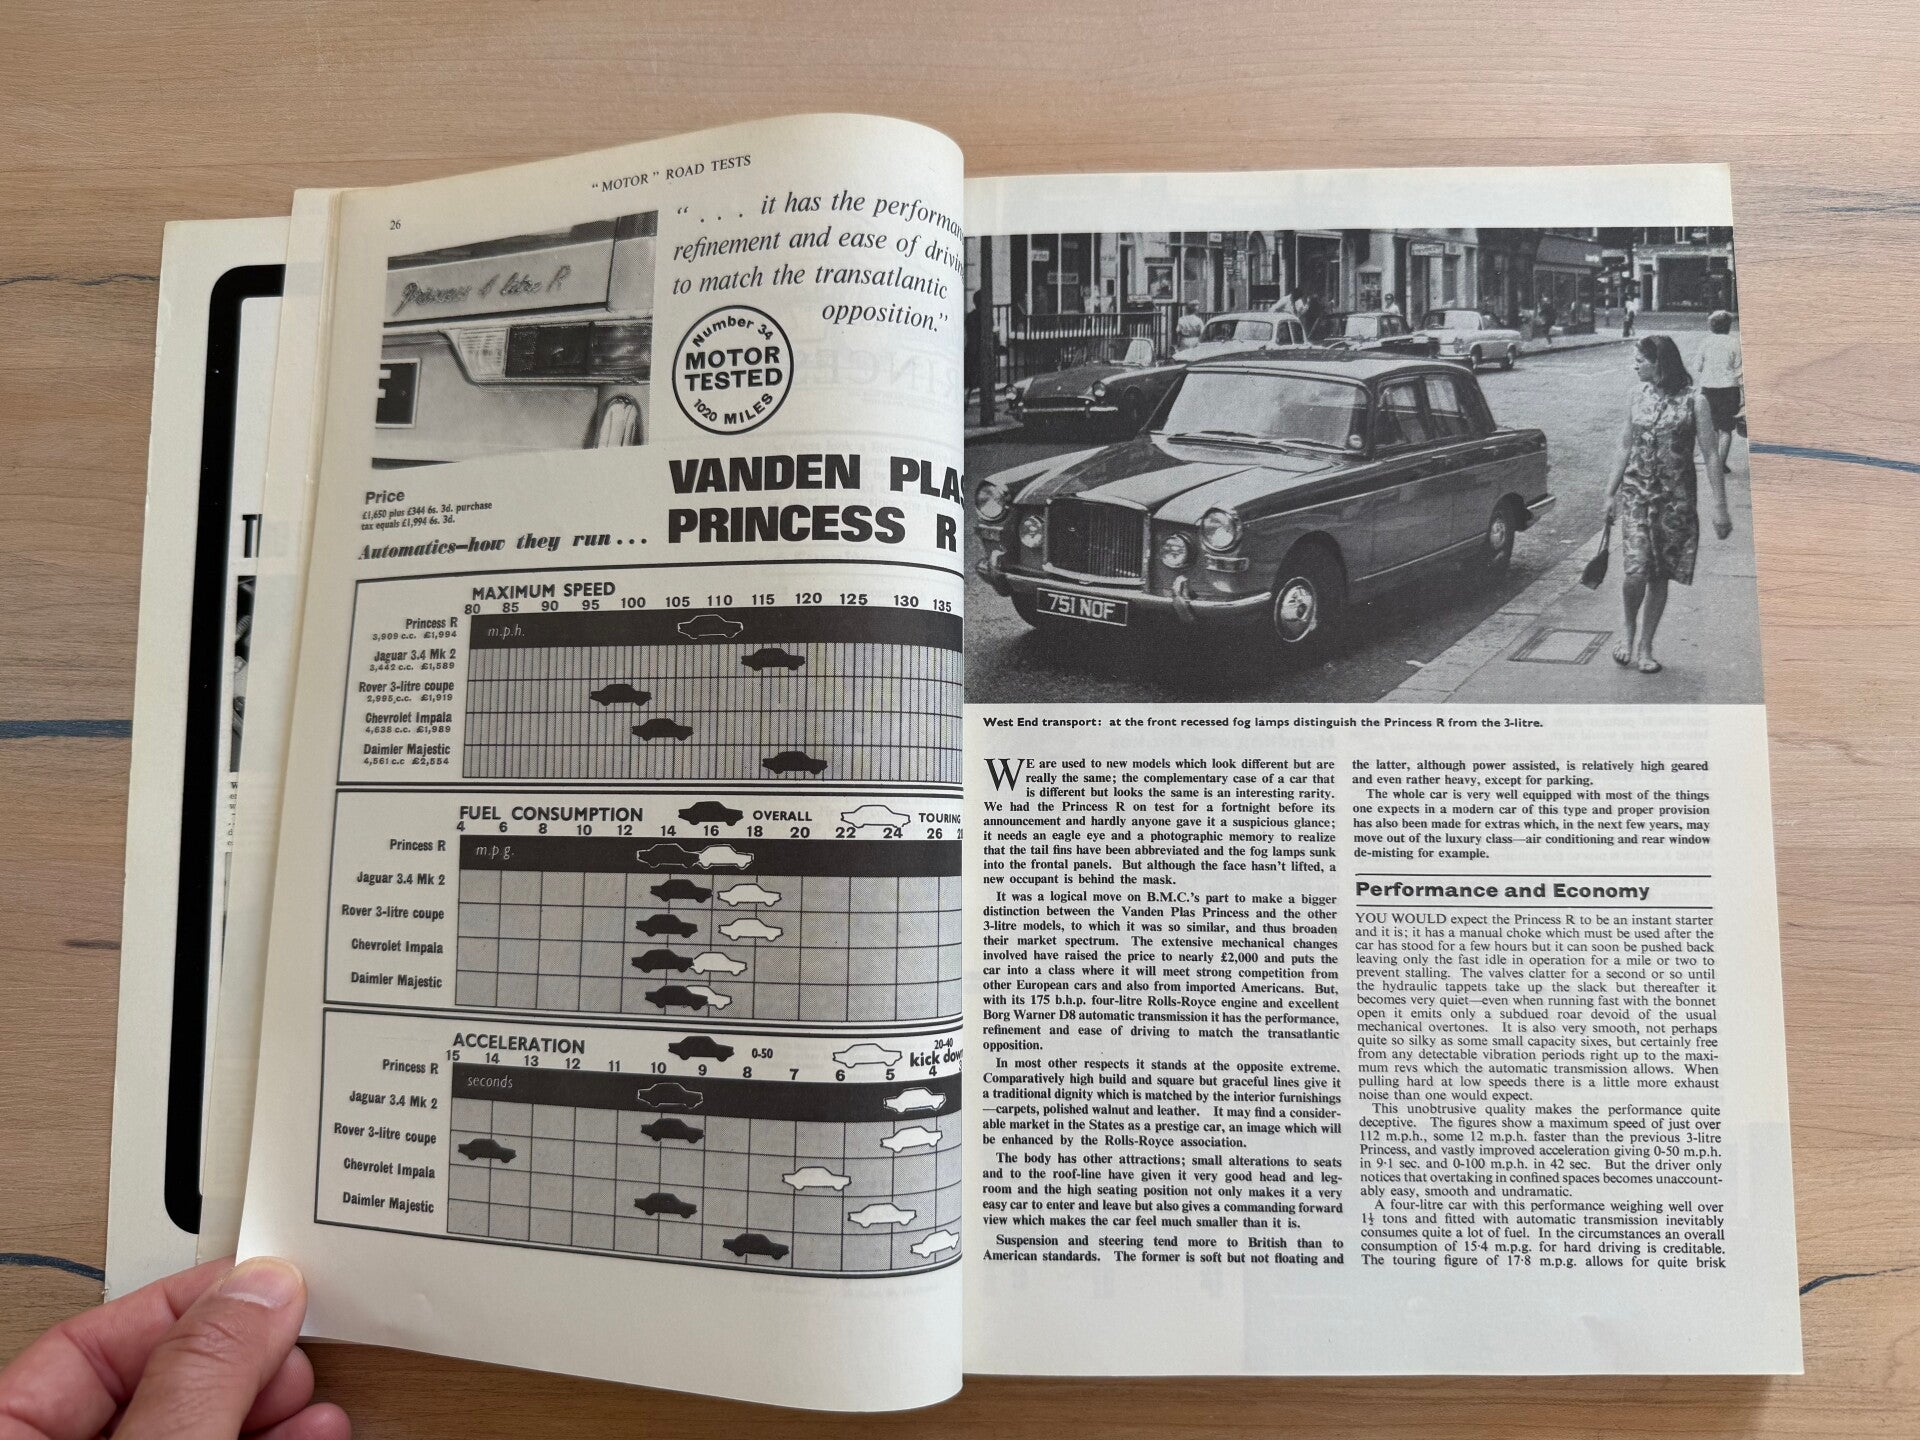 "MOTOR" ROAD TESTS
26
Princess 4 litre R
". . . it has the
refinement and ease of
to match the transatlantic
opposition."
Number 34
MOTOR
TESTED
1020 MILES
VANDEN
PRINCESS R
Price
£1,650 plus £344 6s. 3d. purchase
tax equals £1,994 6s. 3d.
Automatics—how they run . . .
MAXIMUM SPEED
80 85 90 95 100 105 110 115 120 125 130 135
m.p.h.
Princess R
3,909 c.c. £1,994
Jaguar 3.4 Mk 2
3,442 c.c. £1,589
Rover 3-litre coupe
2,995 c.c. £1,919
Chevrolet Impala
4,638 c.c. £1,989
Daimler Majestic
4,561 c.c £2,554
FUEL CONSUMPTION OVERALL TOURING
4 6 8 10 12 14 16 18 20 22 24 26
Princess R
m.p.g.
Jaguar 3.4 Mk 2
Rover 3-litre coupe
Chevrolet Impala
Daimler Majestic
ACCELERATION 0-50 20-40
kick down
15 14 13 12 11 10 9 8 7 6 5 4
Princess R
seconds
Jaguar 3.4 Mk 2
Rover 3-litre coupe
Chevrolet Impala
Daimler Majestic
751 NOF
West End transport: at the front recessed fog lamps distinguish the Princess R from the 3-litre.
WE are used to new models which look different but are
really the same; the complementary case of a car that
is different but looks the same is an interesting rarity.
We had the Princess R on test for a fortnight before its
announcement and hardly anyone gave it a suspicious glance;
it needs an eagle eye and a photographic memory to realize
that the tail fins have been abbreviated and the fog lamps sunk
into the frontal panels. But although the face hasn't lifted, a
new occupant is behind the mask.
It was a logical move on B.M.C.'s part to make a bigger
distinction between the Vanden Plas Princess and the other
3-litre models, to which it was so similar, and thus broaden
their market spectrum. The extensive mechanical changes
involved have raised the price to nearly £2,000 and puts the
car into a class where it will meet strong competition from
other European cars and also from imported Americans. But,
with its 175 b.h.p. four-litre Rolls-Royce engine and excellent
Borg Warner D8 automatic transmission it has the performance,
refinement and ease of driving to match the transatlantic
opposition.
In most other respects it stands at the opposite extreme.
Comparatively high build and square but graceful lines give it
a traditional dignity which is matched by the interior furnishings
—carpets, polished walnut and leather. It may find a consider-
able market in the States as a prestige car, an image which will
be enhanced by the Rolls-Royce association.
The body has other attractions; small alterations to seats
and to the roof-line have given it very good head and leg-
room and the high seating position not only makes it a very
easy car to enter and leave but also gives a commanding forward
view which makes the car feel much smaller than it is.
Suspension and steering tend more to British than to
American standards. The former is soft but not floating and
the latter, although power assisted, is relatively high geared
and even rather heavy, except for parking.
The whole car is very well equipped with most of the things
one expects in a modern car of this type and proper provision
has also been made for extras which, in the next few years, may
move out of the luxury class—air conditioning and rear window
de-misting for example.
Performance and Economy
YOU WOULD expect the Princess R to be an instant starter
and it is; it has a manual choke which must be used after the
car has stood for a few hours but it can soon be pushed back
leaving only the fast idle in operation for a mile or two to
prevent stalling. The valves clatter for a second or so until
the hydraulic tappets take up the slack but thereafter it
becomes very quiet—even when running fast with the bonnet
open it emits only a subdued roar devoid of the usual
mechanical overtones. It is also very smooth, not perhaps
quite so silky as some small capacity sixes, but certainly free
from any detectable vibration periods right up to the maxi-
mum revs which the automatic transmission allows. When
pulling hard at low speeds there is a little more exhaust
noise than one would expect.
This unobtrusive quality makes the performance quite
deceptive. The figures show a maximum speed of just over
112 m.p.h., some 12 m.p.h. faster than the previous 3-litre
Princess, and vastly improved acceleration giving 0-50 m.p.h.
in 9·1 sec. and 0-100 m.p.h. in 42 sec. But the driver only
notices that overtaking in confined spaces becomes unaccount-
ably easy, smooth and undramatic.
A four-litre car with this performance weighing well over
1½ tons and fitted with automatic transmission inevitably
consumes quite a lot of fuel. In the circumstances an overall
consumption of 15·4 m.p.g. for hard driving is creditable.
The touring figure of 17·8 m.p.g. allows for quite brisk